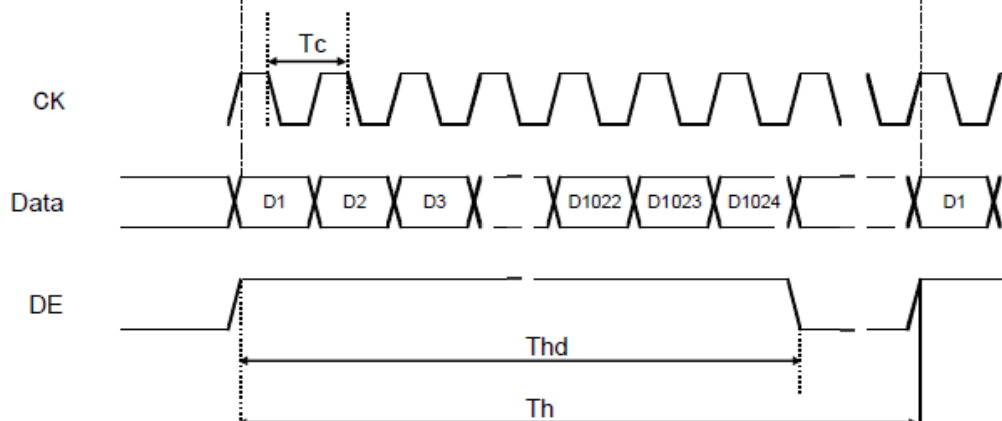 Tc
CK
Data D1 D2 D3 D1022 D1023 D1024 D1
DE
Thd
Th